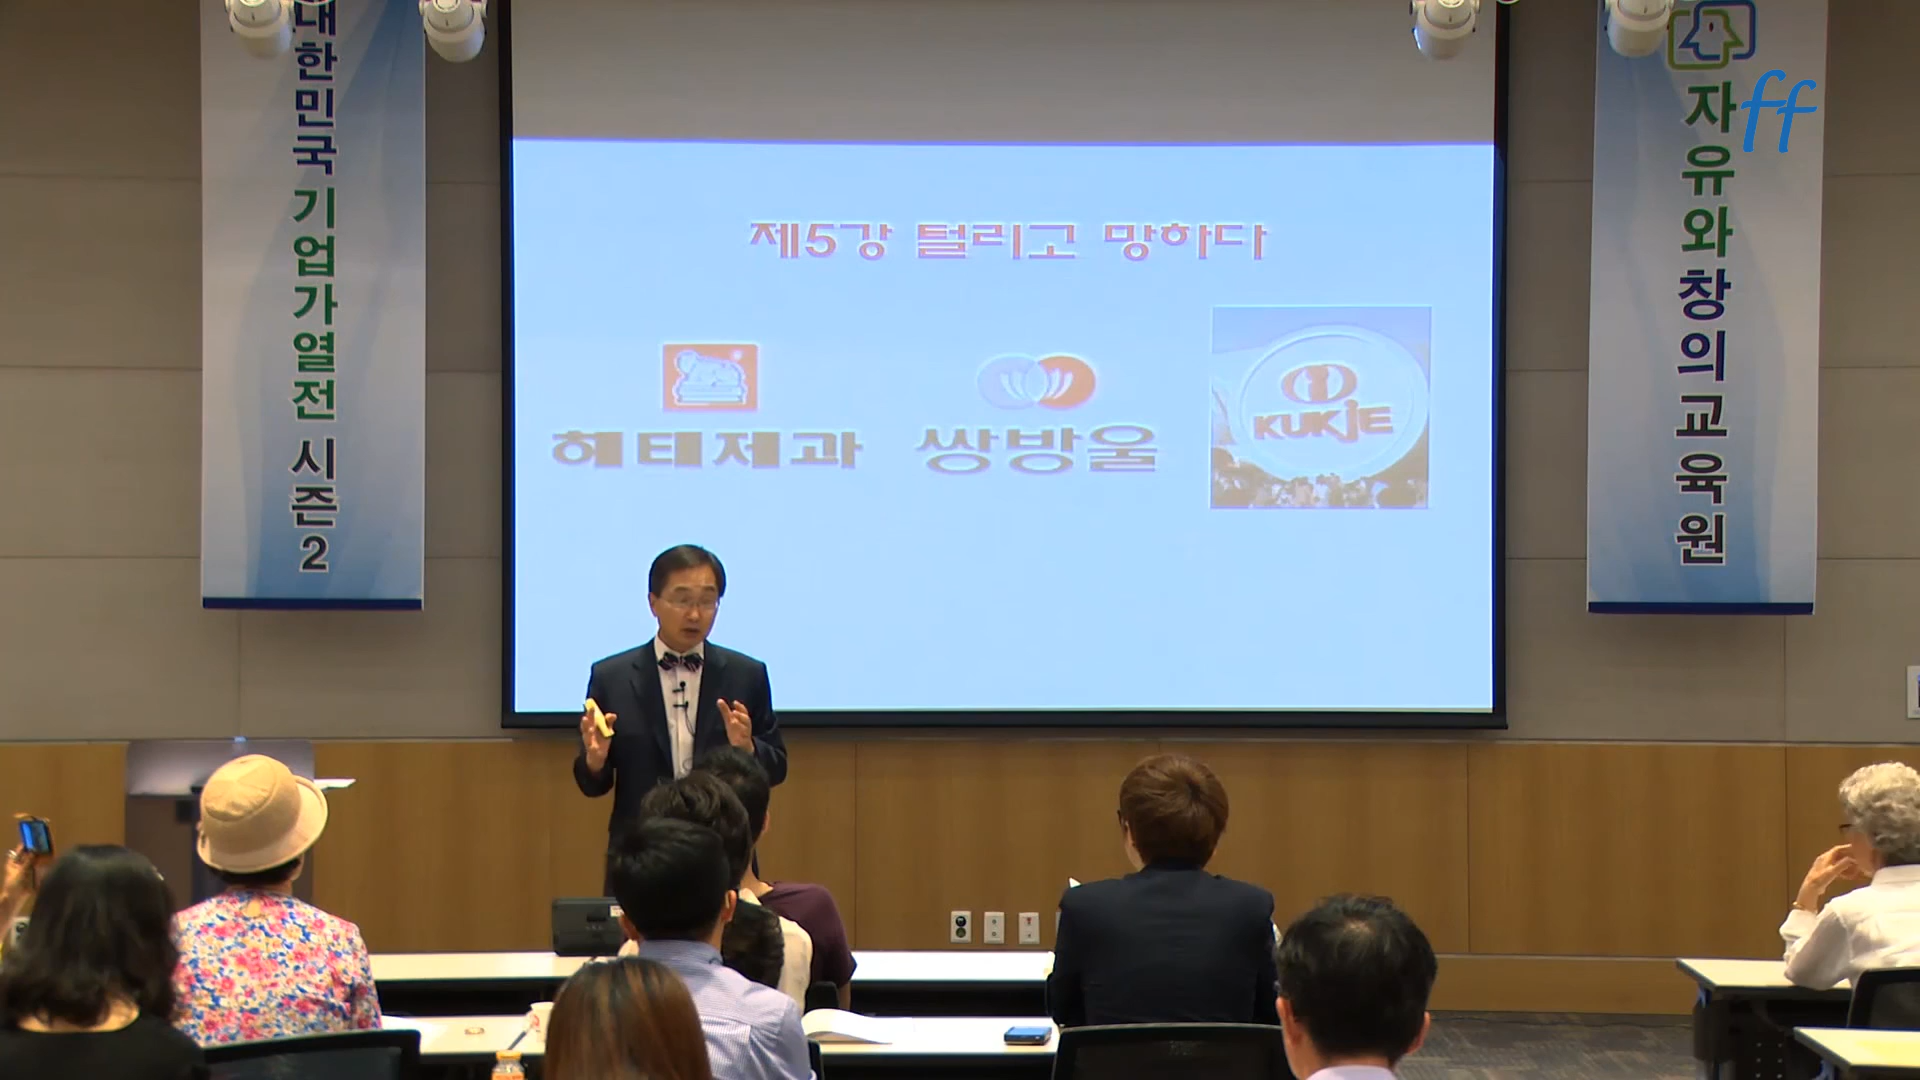 대한민국 기업가열전 시즌2
제5강 털리고 망하다
해태제과
쌍방울
KUKJE
자유와창의교육원
ff